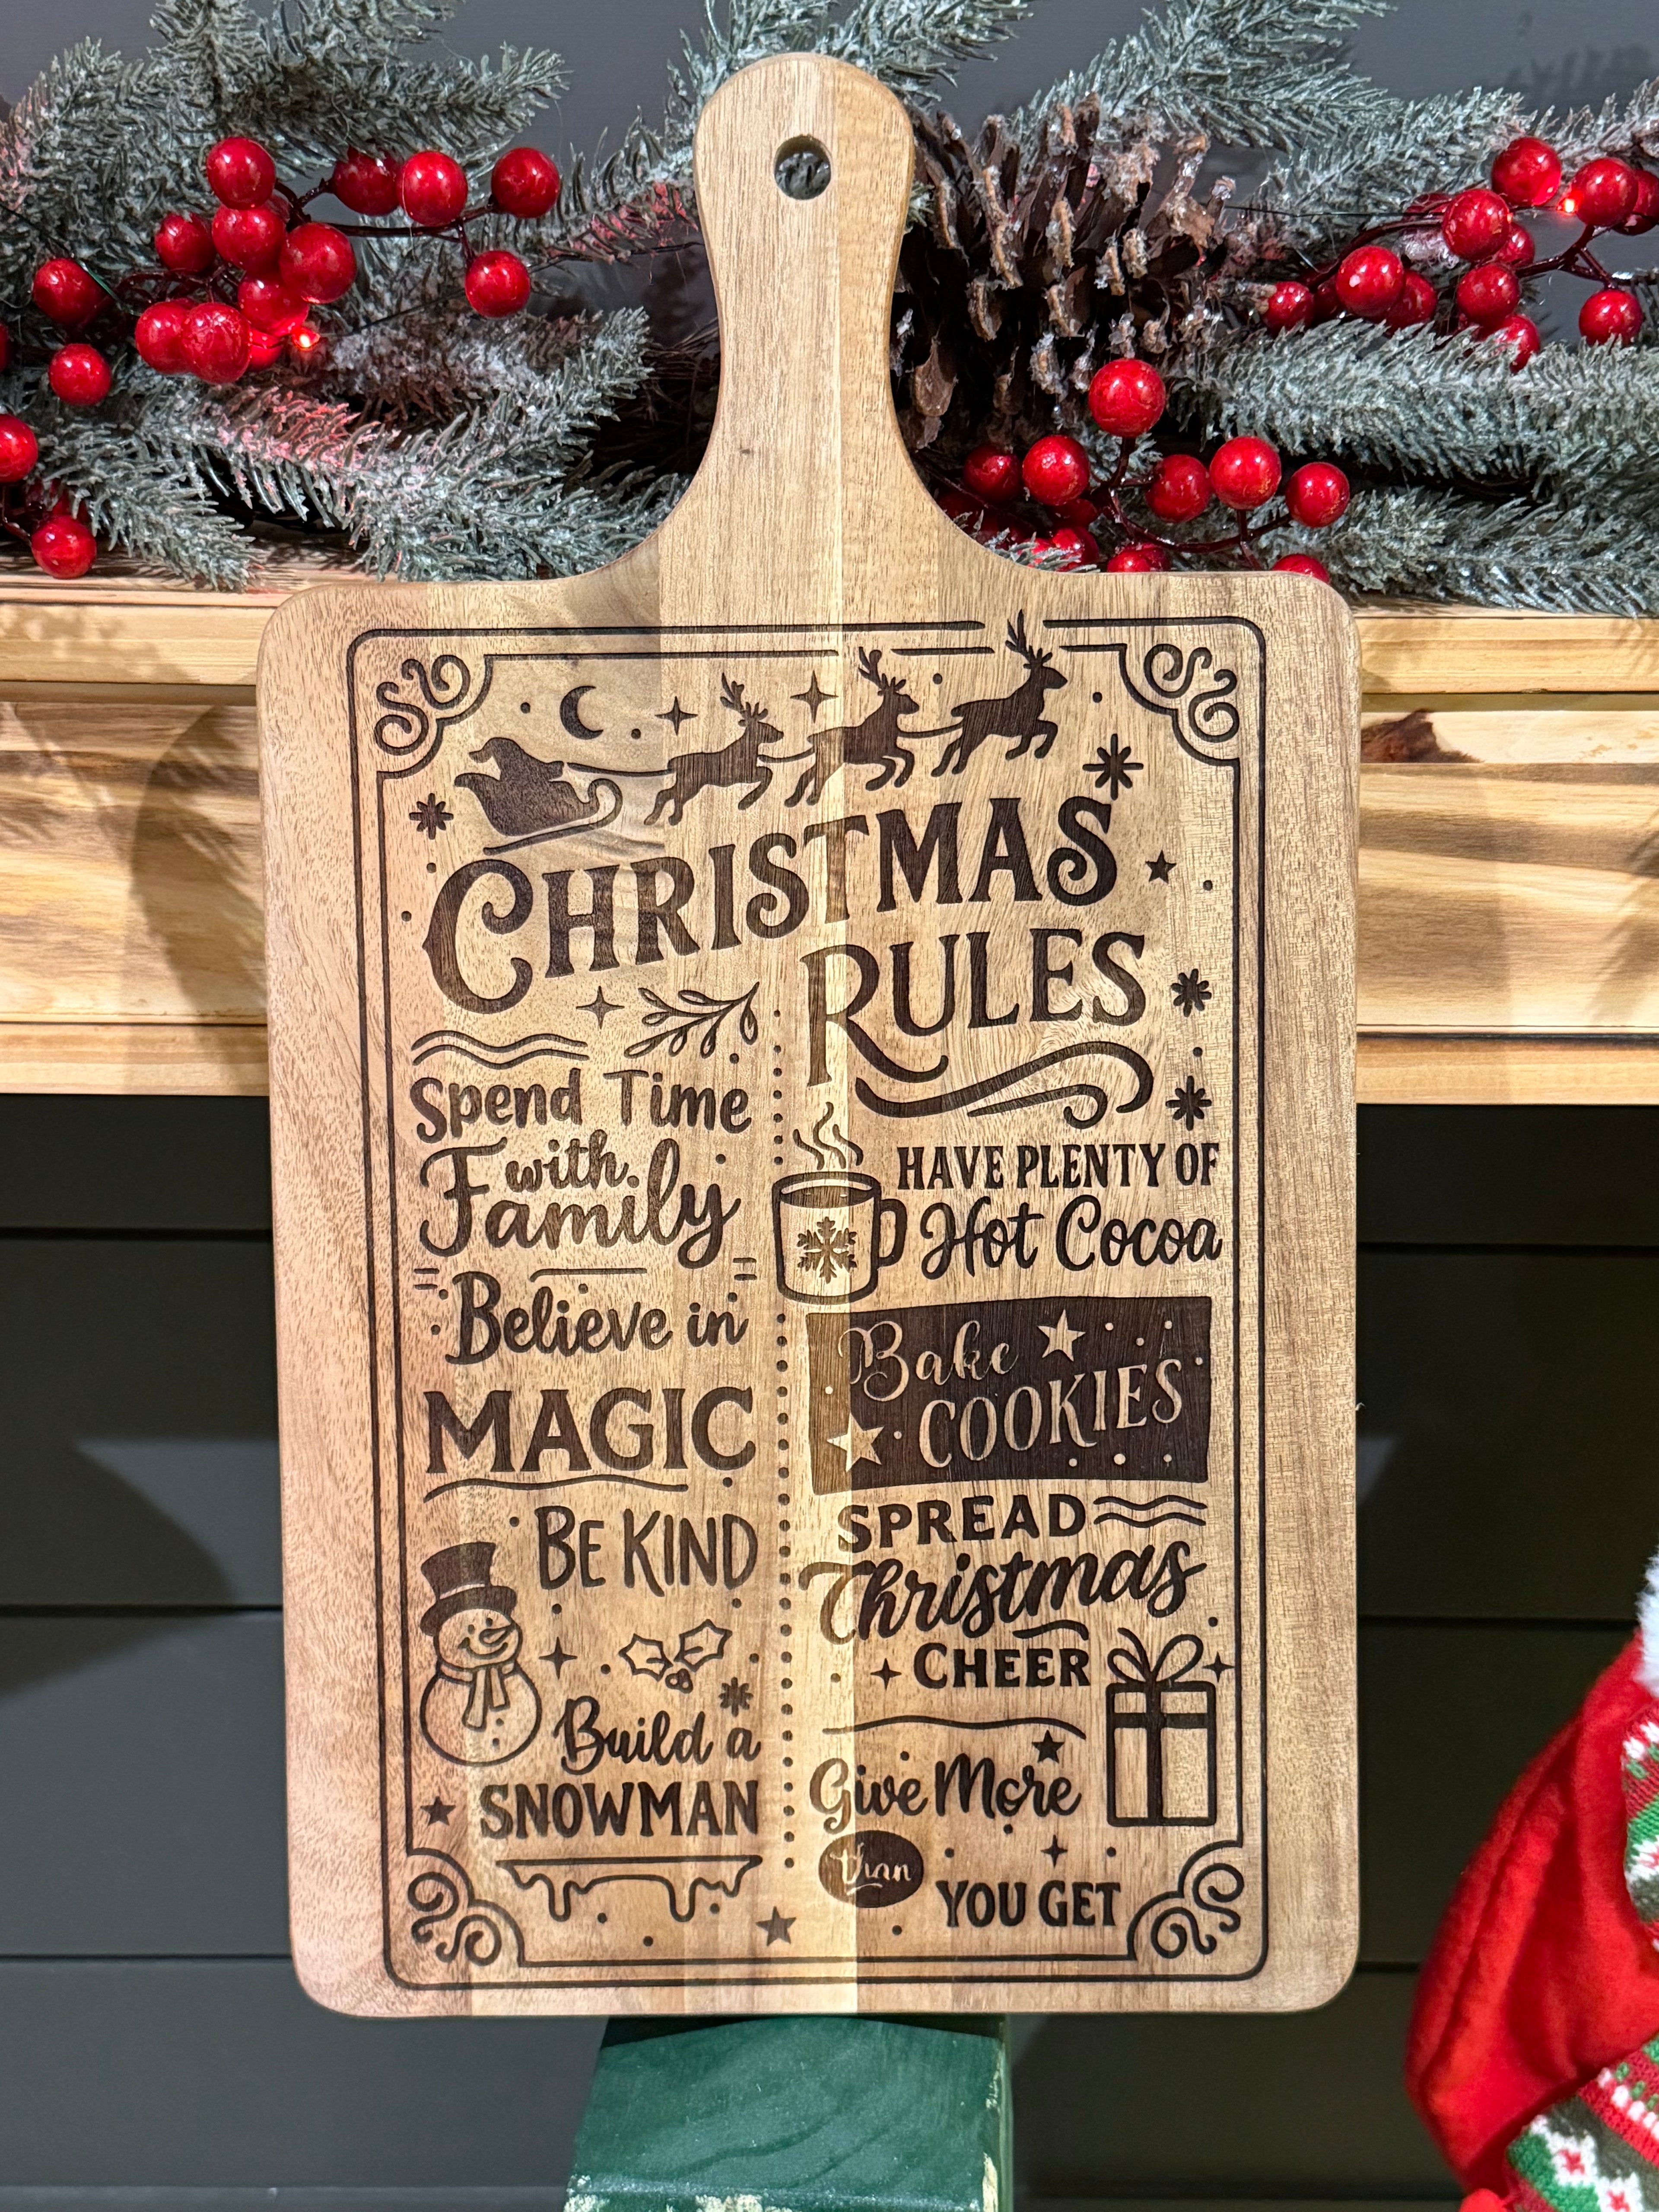 CHRISTMAS
RULES
Spend Time
with
Family
Believe in
MAGIC
BE KIND
Build a
SNOWMAN
HAVE PLENTY OF
Hot Cocoa
Bake
COOKIES
SPREAD
Christmas
CHEER
Give More
than
YOU GET